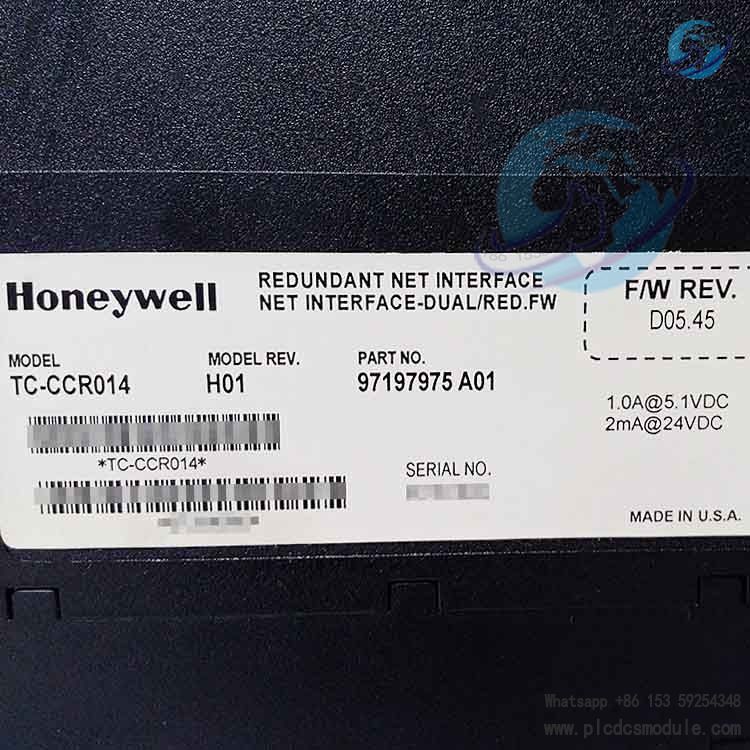 Honeywell
REDUNDANT NET INTERFACE
NET INTERFACE-DUAL/RED.FW
F/W REV.
D05.45
MODEL
TC-CCR014
MODEL REV.
H01
PART NO.
97197975 A01
1.0A@5.1VDC
2mA@24VDC
*TC-CCR014*
SERIAL NO.
MADE IN U.S.A.
Whatsapp +86 153 59254348
www.plcdcsmodule.com